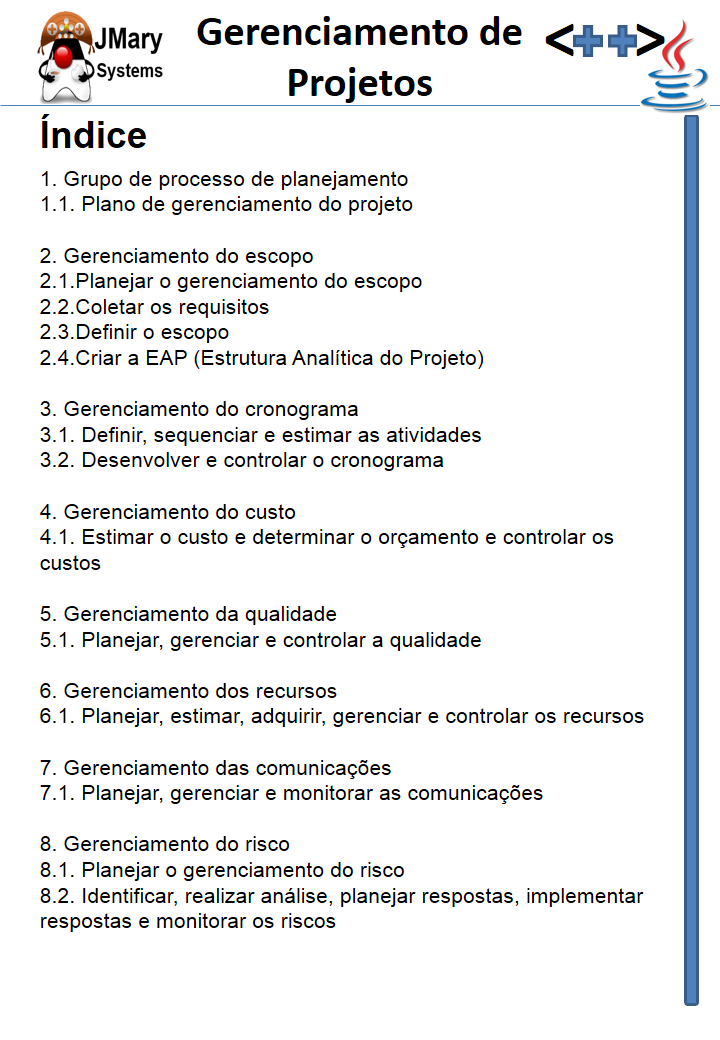 JMary
Systems
Gerenciamento de
Projetos
<++>
Índice
1. Grupo de processo de planejamento
1.1. Plano de gerenciamento do projeto
2. Gerenciamento do escopo
2.1.Planejar o gerenciamento do escopo
2.2.Coletar os requisitos
2.3.Definir o escopo
2.4.Criar a EAP (Estrutura Analítica do Projeto)
3. Gerenciamento do cronograma
3.1. Definir, sequenciar e estimar as atividades
3.2. Desenvolver e controlar o cronograma
4. Gerenciamento do custo
4.1. Estimar o custo e determinar o orçamento e controlar os
custos
5. Gerenciamento da qualidade
5.1. Planejar, gerenciar e controlar a qualidade
6. Gerenciamento dos recursos
6.1. Planejar, estimar, adquirir, gerenciar e controlar os recursos
7. Gerenciamento das comunicações
7.1. Planejar, gerenciar e monitorar as comunicações
8. Gerenciamento do risco
8.1. Planejar o gerenciamento do risco
8.2. Identificar, realizar análise, planejar respostas, implementar
respostas e monitorar os riscos